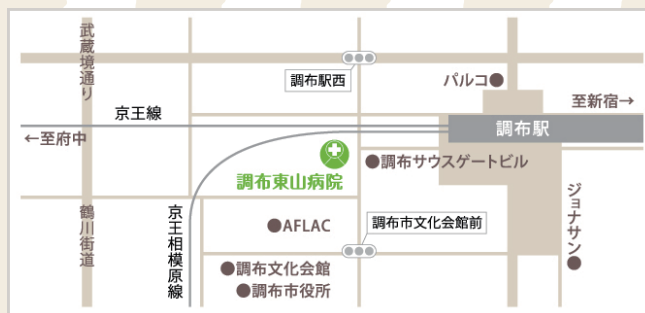 武蔵境通り
調布駅西
パルコ●
至新宿→
京王線
調布駅
←至府中
調布東山病院
●調布サウスゲートビル
鶴川街道
京王相模原線
●AFLAC
調布市文化会館前
ジョナサン●
●調布文化会館
●調布市役所